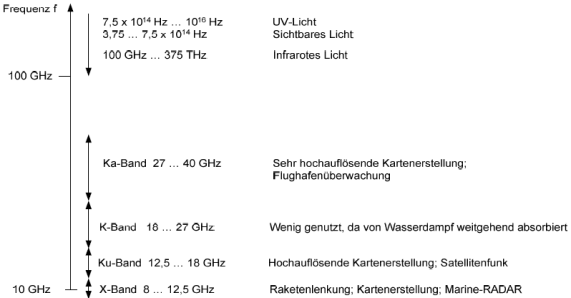 Frequenz f
7,5 x 10¹⁴ Hz … 10¹⁶ Hz UV-Licht
3,75 … 7,5 x 10¹⁴ Hz Sichtbares Licht
100 GHz … 375 THz Infrarotes Licht
100 GHz
Ka-Band 27 … 40 GHz Sehr hochauflösende Kartenerstellung;
Flughafenüberwachung
K-Band 18 … 27 GHz Wenig genutzt, da von Wasserdampf weitgehend absorbiert
Ku-Band 12,5 … 18 GHz Hochauflösende Kartenerstellung; Satellitenfunk
10 GHz X-Band 8 … 12,5 GHz Raketenlenkung; Kartenerstellung; Marine-RADAR